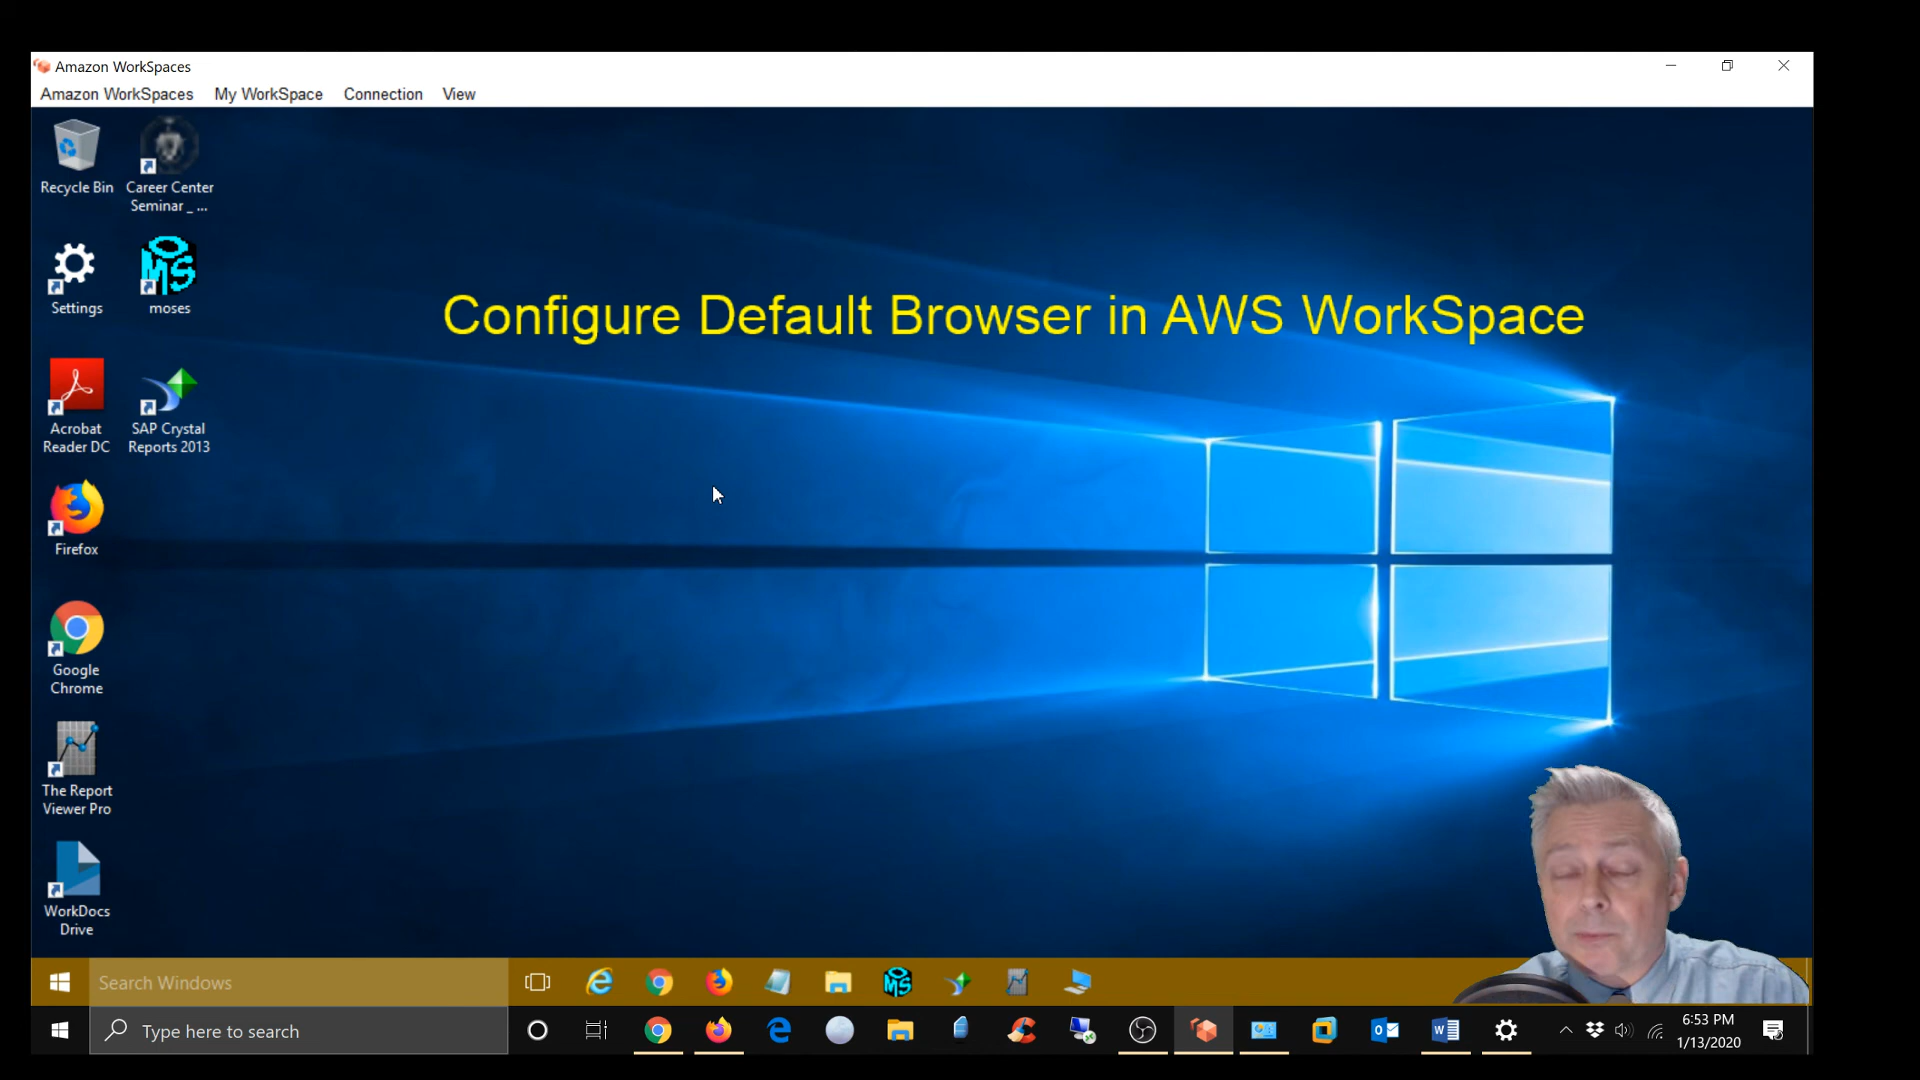 Amazon WorkSpaces
Amazon WorkSpaces My WorkSpace Connection View
Recycle Bin
Career Center
Seminar _ ...
Settings
moses
Configure Default Browser in AWS WorkSpace
Acrobat
Reader DC
SAP Crystal
Reports 2013
Firefox
Google
Chrome
The Report
Viewer Pro
WorkDocs
Drive
Search Windows
Type here to search
6:53 PM
1/13/2020